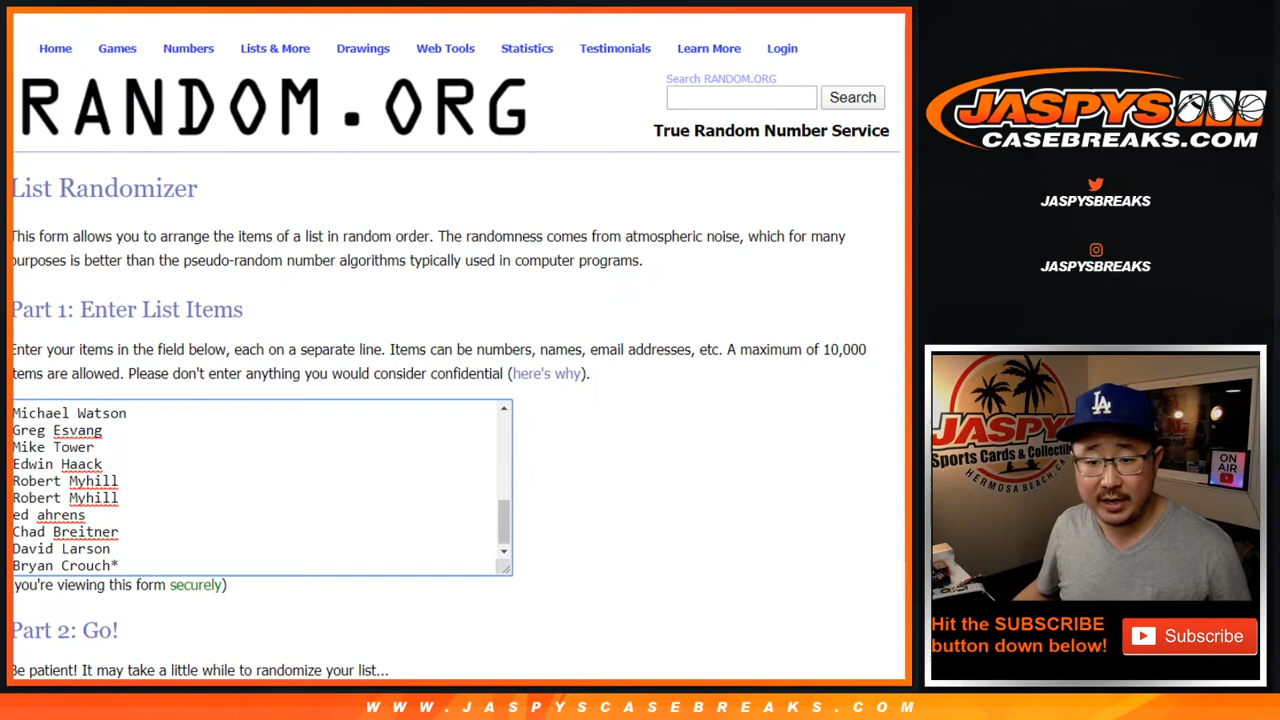 Home Games Numbers Lists & More Drawings Web Tools Statistics Testimonials Learn More Login
RANDOM.ORG
Search RANDOM.ORG
Search
True Random Number Service
List Randomizer
This form allows you to arrange the items of a list in random order. The randomness comes from atmospheric noise, which for many
purposes is better than the pseudo-random number algorithms typically used in computer programs.
Part 1: Enter List Items
Enter your items in the field below, each on a separate line. Items can be numbers, names, email addresses, etc. A maximum of 10,000
items are allowed. Please don't enter anything you would consider confidential (here's why).
Michael Watson
Greg Esvang
Mike Tower
Edwin Haack
Robert Myhill
Robert Myhill
ed ahrens
Chad Breitner
David Larson
Bryan Crouch*
(you're viewing this form securely)
Part 2: Go!
Be patient! It may take a little while to randomize your list...
JASPYS
CASEBREAKS.COM
JASPYSBREAKS
JASPYSBREAKS
JASPYS
Sports Cards & Collectib
HERMOSA BEACH, CA
LA
ON
AIR
Hit the SUBSCRIBE
button down below!
Subscribe
WWW.JASPYSCASEBREAKS.COM